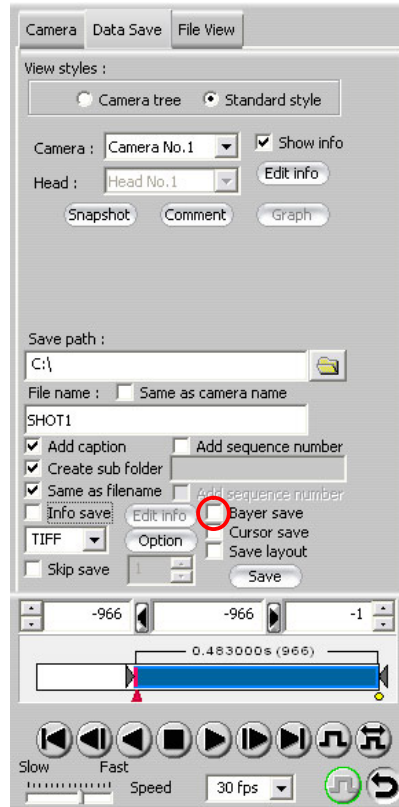 Camera Data Save File View
View styles :
Camera tree Standard style
Camera : Camera No.1 Show info
Head : Head No.1 Edit info
Snapshot Comment Graph
Save path :
C:\
File name : Same as camera name
SHOT1
Add caption Add sequence number
Create sub folder
Same as filename Add sequence number
Info save Edit info Bayer save
TIFF Option Cursor save
Save layout
Skip save 1 Save
-966 -966 -1
0.483000s (966)
Slow Fast
Speed 30 fps